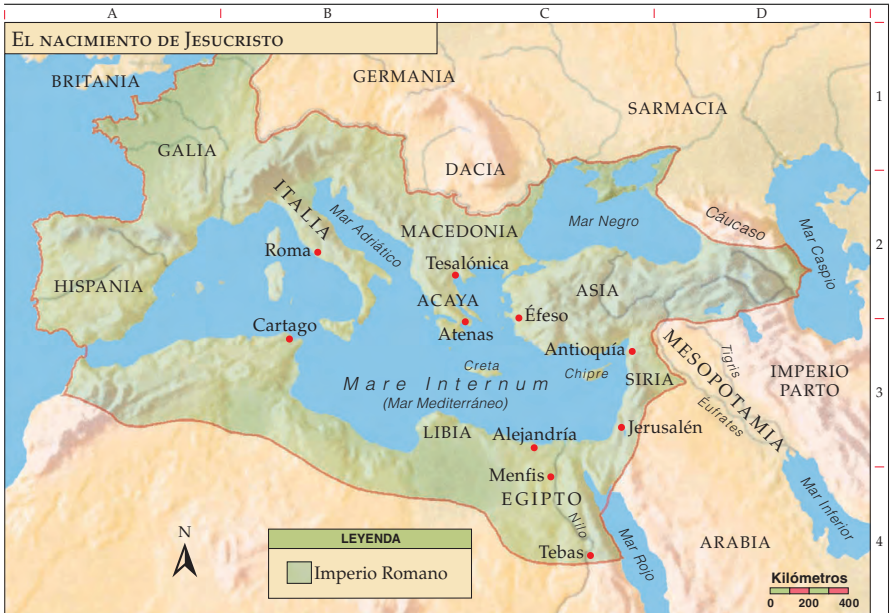 A B C D
EL NACIMIENTO DE JESUCRISTO
1
2
3
4
BRITANIA
GERMANIA
SARMACIA
GALIA
DACIA
ITALIA
Mar Adriático
Mar Negro
Cáucaso
Mar Caspio
MACEDONIA
Roma
Tesalónica
HISPANIA
ASIA
ACAYA
Éfeso
Cartago
Atenas
Antioquía
MESOPOTAMIA
Tigris
IMPERIO
PARTO
Creta
Chipre
SIRIA
Mare Internum
(Mar Mediterráneo)
Éufrates
LIBIA
Alejandría
Jerusalén
Menfis
EGIPTO
Nilo
Mar Inferior
Mar Rojo
N
LEYENDA
Imperio Romano
Tebas
ARABIA
Kilómetros
0 200 400